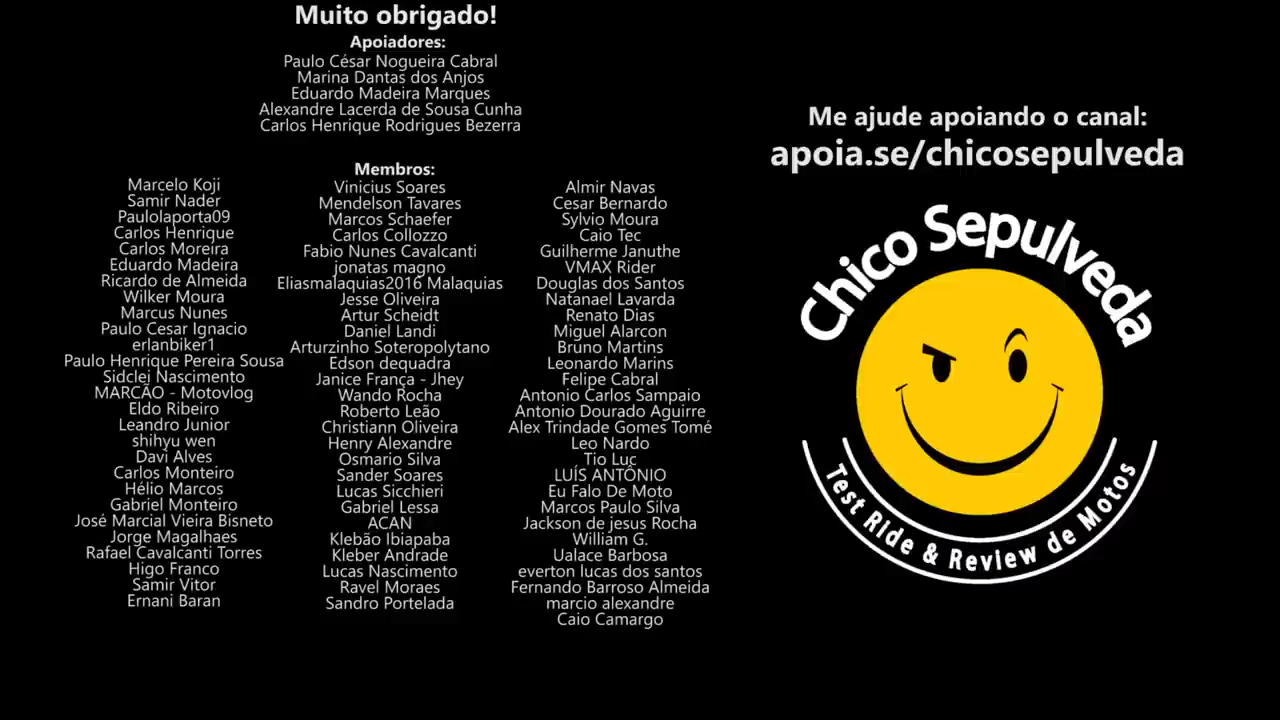 Muito obrigado!
Apoiadores:
Paulo César Nogueira Cabral
Marina Dantas dos Anjos
Eduardo Madeira Marques
Alexandre Lacerda de Sousa Cunha
Carlos Henrique Rodrigues Bezerra
Membros:
Marcelo Koji
Samir Nader
Paulolaporta09
Carlos Henrique
Carlos Moreira
Eduardo Madeira
Ricardo de Almeida
Wilker Moura
Marcus Nunes
Paulo Cesar Ignacio
erlanbiker1
Paulo Henrique Pereira Sousa
Sidclei Nascimento
MARCÃO - Motovlog
Eldo Ribeiro
Leandro Junior
shihyu wen
Davi Alves
Carlos Monteiro
Hélio Marcos
Gabriel Monteiro
José Marcial Vieira Bisneto
Jorge Magalhaes
Rafael Cavalcanti Torres
Higo Franco
Samir Vitor
Ernani Baran
Vinicius Soares
Mendelson Tavares
Marcos Schaefer
Carlos Collozzo
Fabio Nunes Cavalcanti
jonatas magno
Eliasmalaquias2016 Malaquias
Jesse Oliveira
Artur Scheidt
Daniel Landi
Arturzinho Soteropolytano
Edson dequadra
Janice França - Jhey
Wando Rocha
Roberto Leão
Christiann Oliveira
Henry Alexandre
Osmario Silva
Sander Soares
Lucas Sicchieri
Gabriel Lessa
ACAN
Klebão Ibiapaba
Kleber Andrade
Lucas Nascimento
Ravel Moraes
Sandro Portelada
Almir Navas
Cesar Bernardo
Sylvio Moura
Caio Tec
Guilherme Januthe
VMAX Rider
Douglas dos Santos
Natanael Lavarda
Renato Dias
Miguel Alarcon
Bruno Martins
Leonardo Marins
Felipe Cabral
Antonio Carlos Sampaio
Antonio Dourado Aguirre
Alex Trindade Gomes Tomé
Leo Nardo
Tio Luc
LUÍS ANTÔNIO
Eu Falo De Moto
Marcos Paulo Silva
Jackson de jesus Rocha
William G.
Ualace Barbosa
everton lucas dos santos
Fernando Barroso Almeida
marcio alexandre
Caio Camargo
Me ajude apoiando o canal:
apoia.se/chicosepulveda
Chico Sepulveda
Test Ride & Review de Motos